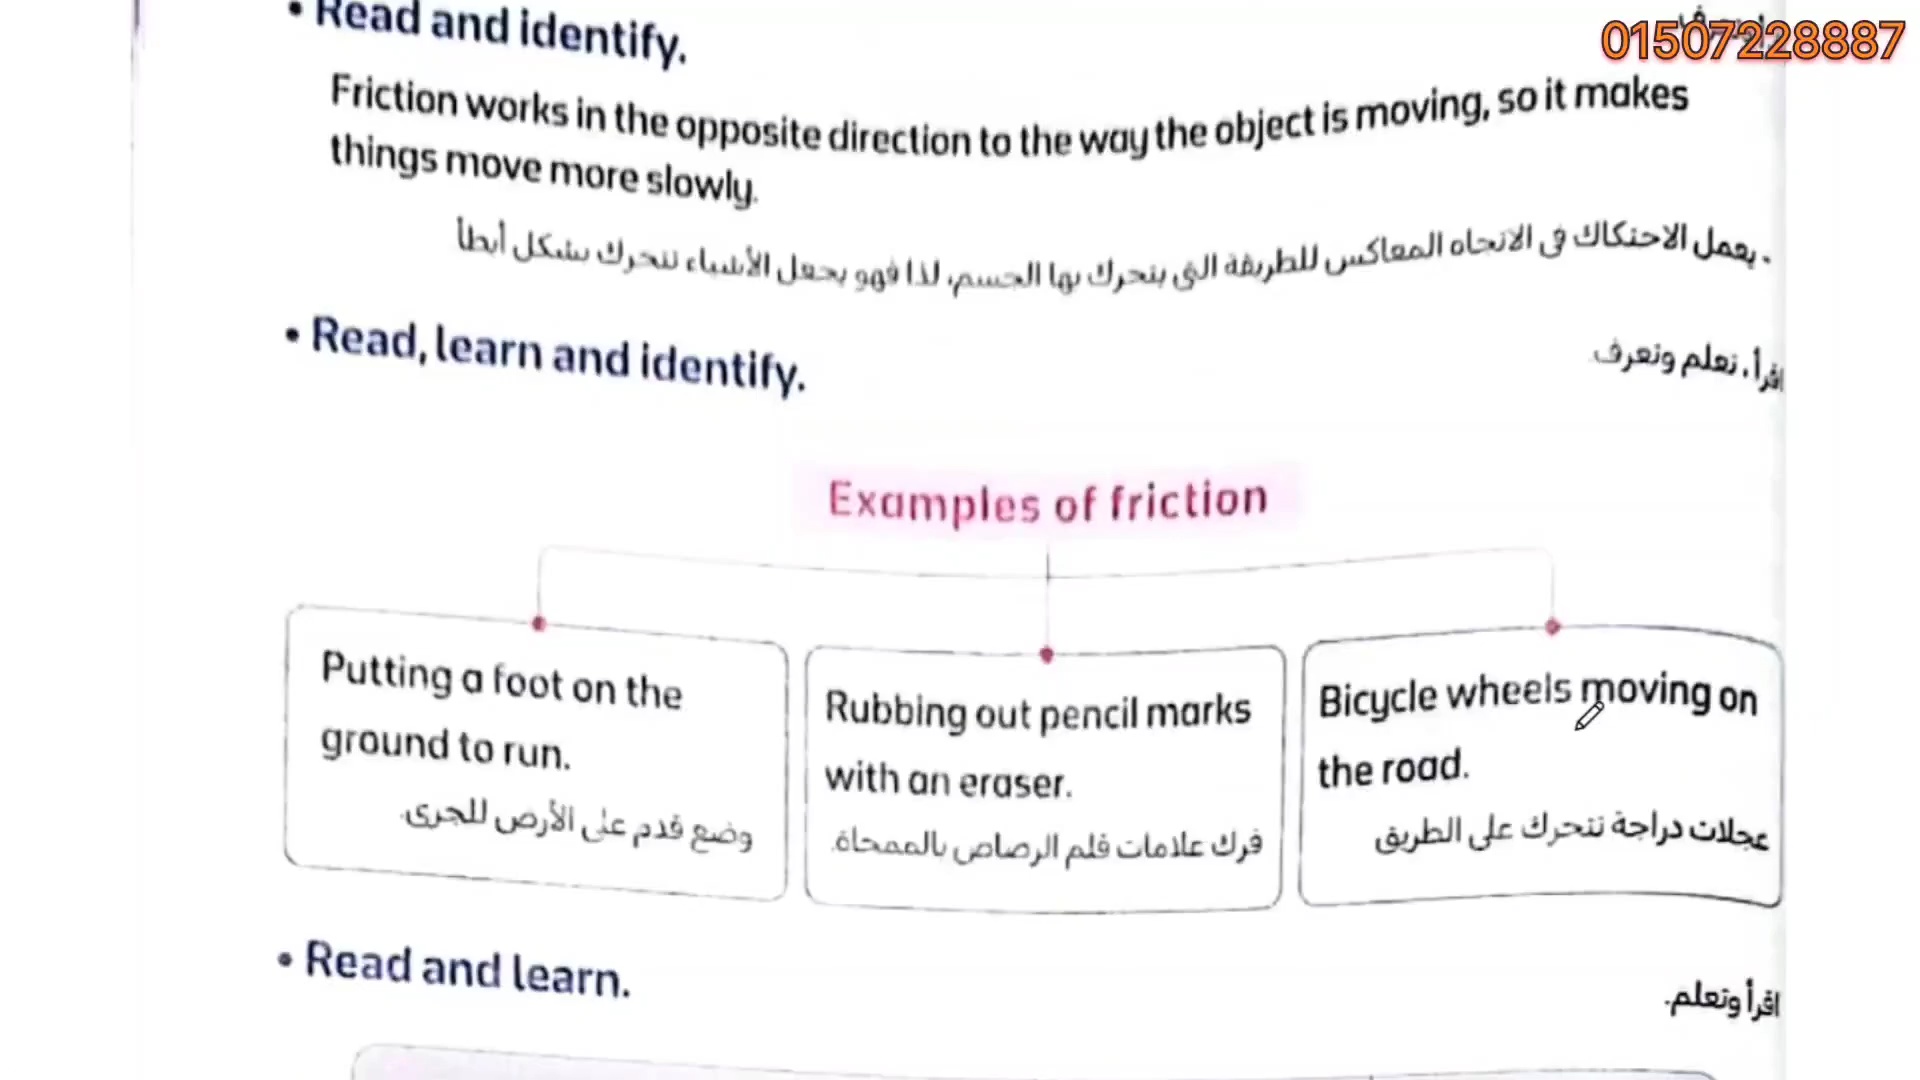 01507228887
• Read and identify.
Friction works in the opposite direction to the way the object is moving, so it makes
things move more slowly.
- يعمل الاحتكاك في الاتجاه المعاكس للطريقة التي يتحرك بها الجسم، لذا فهو يجعل الأشياء تتحرك بشكل أبطأ
• Read, learn and identify.
اقرأ، تعلم وتعرف.
Examples of friction
Putting a foot on the
ground to run.
وضع قدم على الأرض للجرى.
Rubbing out pencil marks
with an eraser.
فرك علامات قلم الرصاص بالممحاة.
Bicycle wheels moving on
the road.
عجلات دراجة تتحرك على الطريق
• Read and learn.
اقرأ وتعلم.